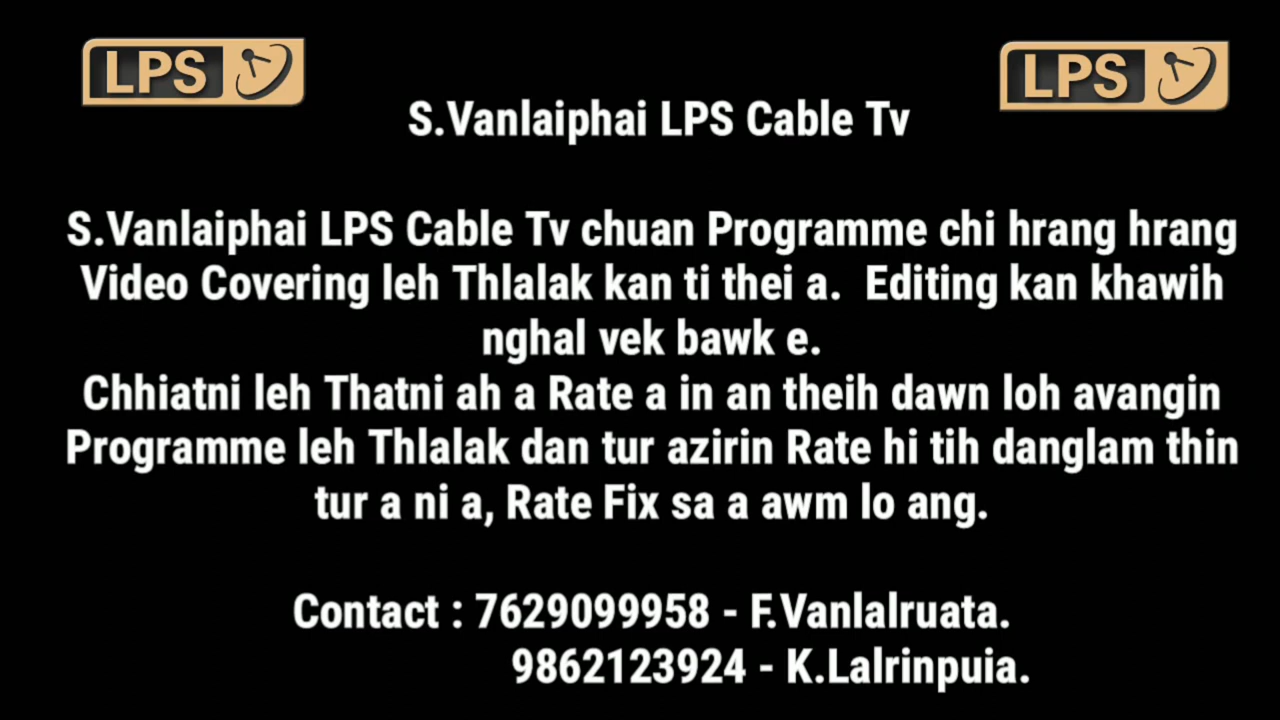 LPS
LPS
S.Vanlaiphai LPS Cable Tv
S.Vanlaiphai LPS Cable Tv chuan Programme chi hrang hrang
Video Covering leh Thlalak kan ti thei a. Editing kan khawih
nghal vek bawk e.
Chhiatni leh Thatni ah a Rate a in an theih dawn loh avangin
Programme leh Thlalak dan tur azirin Rate hi tih danglam thin
tur a ni a, Rate Fix sa a awm lo ang.
Contact : 7629099958 - F.Vanlalruata.
9862123924 - K.Lalrinpuia.